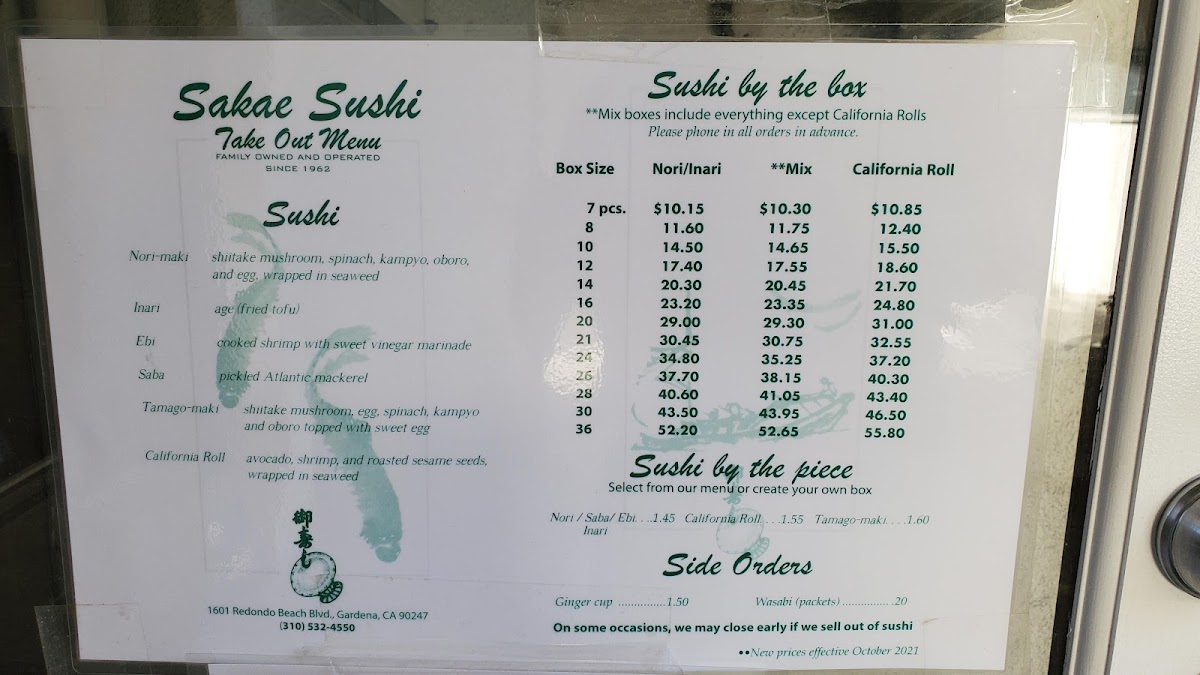 Sakae Sushi
Take Out Menu
FAMILY OWNED AND OPERATED
SINCE 1962
Sushi
Nori-maki shiitake mushroom, spinach, kampyo, oboro,
and egg, wrapped in seaweed
Inari age (fried tofu)
Ebi cooked shrimp with sweet vinegar marinade
Saba pickled Atlantic mackerel
Tamago-maki shiitake mushroom, egg, spinach, kampyo
and oboro topped with sweet egg
California Roll avocado, shrimp, and roasted sesame seeds,
wrapped in seaweed
御寿し
1601 Redondo Beach Blvd., Gardena, CA 90247
(310) 532-4550
Sushi by the box
**Mix boxes include everything except California Rolls
Please phone in all orders in advance.
Box Size Nori/Inari **Mix California Roll
7 pcs. $10.15 $10.30 $10.85
8 11.60 11.75 12.40
10 14.50 14.65 15.50
12 17.40 17.55 18.60
14 20.30 20.45 21.70
16 23.20 23.35 24.80
20 29.00 29.30 31.00
21 30.45 30.75 32.55
24 34.80 35.25 37.20
26 37.70 38.15 40.30
28 40.60 41.05 43.40
30 43.50 43.95 46.50
36 52.20 52.65 55.80
Sushi by the piece
Select from our menu or create your own box
Nori / Saba/ Ebi. . .1.45 California Roll. . . .1.55 Tamago-maki. . . .1.60
Inari
Side Orders
Ginger cup ...............1.50 Wasabi (packets) ................20
On some occasions, we may close early if we sell out of sushi
••New prices effective October 2021